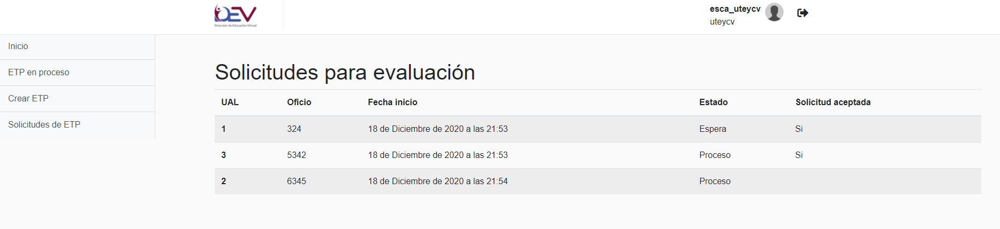 DEV
Dirección de Educación Virtual
esca_uteycv
uteycv
Inicio
ETP en proceso
Crear ETP
Solicitudes de ETP
Solicitudes para evaluación
UAL Oficio Fecha inicio Estado Solicitud aceptada
1 324 18 de Diciembre de 2020 a las 21:53 Espera Si
3 5342 18 de Diciembre de 2020 a las 21:53 Proceso Si
2 6345 18 de Diciembre de 2020 a las 21:54 Proceso